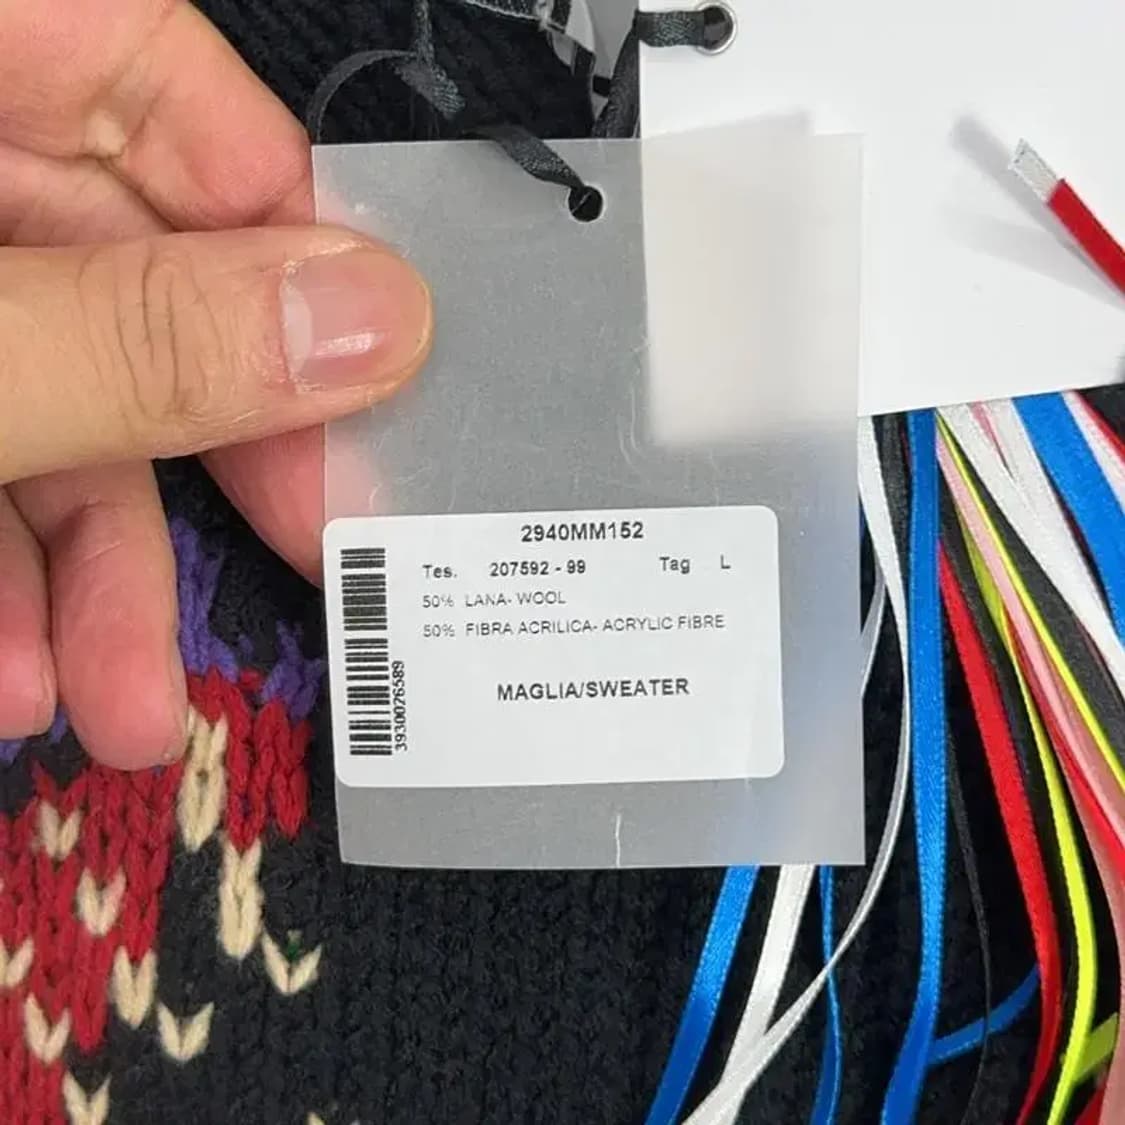 2940MM152
Tes. 207592 - 99 Tag L
50% LANA- WOOL
50% FIBRA ACRILICA- ACRYLIC FIBRE
MAGLIA/SWEATER
3930026589